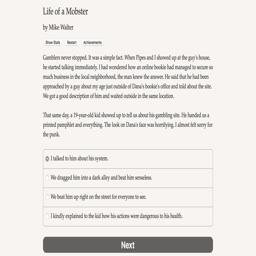 Life of a Mobster
by Mike Walter
Show Stats Restart Achievements
Gamblers never stopped. It was a simple fact. When Pipes and I showed up at the guy's house,
he started talking immediately. I had wondered how an online bookie had managed to secure so
much business in the local neighborhood, the man knew the answer. He said that he had been
approached by a guy about my age just outside of Dana's bookie's office and told about the site.
We got a good description of him and waited outside in the same location.
That same day, a 19-year-old kid showed up to tell us about his gambling site. He handed us a
printed pamphlet and everything. The look on Dana's face was horrifying. I almost felt sorry for
the punk.
I talked to him about his system.
We dragged him into a dark alley and beat him senseless.
We beat him up right on the street for everyone to see.
I kindly explained to the kid how his actions were dangerous to his health.
Next